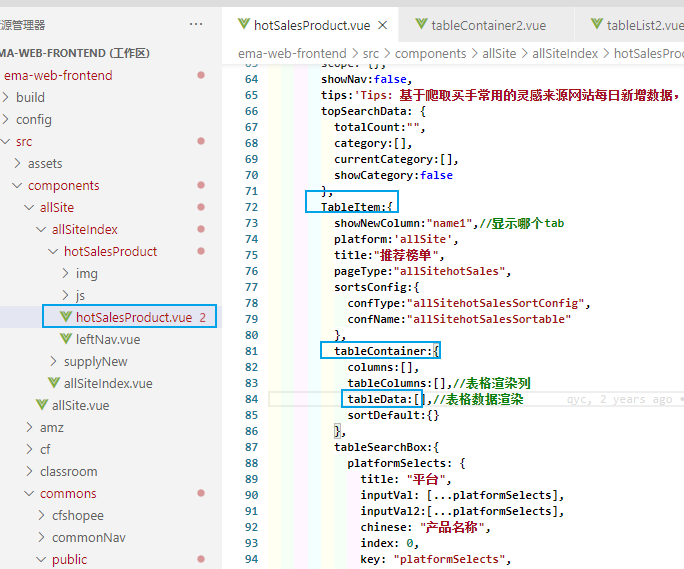 源管理器 ···
EMA-WEB-FRONTEND (工作区)
ema-web-frontend
build
config
src
assets
components
allSite
allSiteIndex
hotSalesProduct
img
js
hotSalesProduct.vue 2
leftNav.vue
supplyNew
allSiteIndex.vue
allSite.vue
amz
cf
classroom
commons
cfshopee
commonNav
public
hotSalesProduct.vue
tableContainer2.vue
tableList2.vue
ema-web-frontend > src > components > allSite > allSiteIndex > hotSalesProd
63 scope: {},
64 showNav:false,
65 tips:'Tips: 基于爬取买手常用的灵感来源网站每日新增数据,
66 topSearchData: {
67 totalCount:"",
68 category:[],
69 currentCategory:[],
70 showCategory:false
71 },
72 TableItem:{
73 showNewColumn:"name1",//显示哪个tab
74 platform:'allSite',
75 title:"推荐榜单",
76 pageType:"allSitehotSales",
77 sortsConfig:{
78 confType:"allSitehotSalesSortConfig",
79 confName:"allSitehotSalesSortable"
80 },
81 tableContainer:{
82 columns:[],
83 tableColumns:[],//表格渲染列
84 tableData:[],//表格数据渲染 qyc, 2 years ago •
85 sortDefault:{}
86 },
87 tableSearchBox:{
88 platformSelects: {
89 title: "平台",
90 inputVal: [...platformSelects],
91 inputVal2:[...platformSelects],
92 chinese: "产品名称",
93 index: 0,
94 key: "platformSelects",